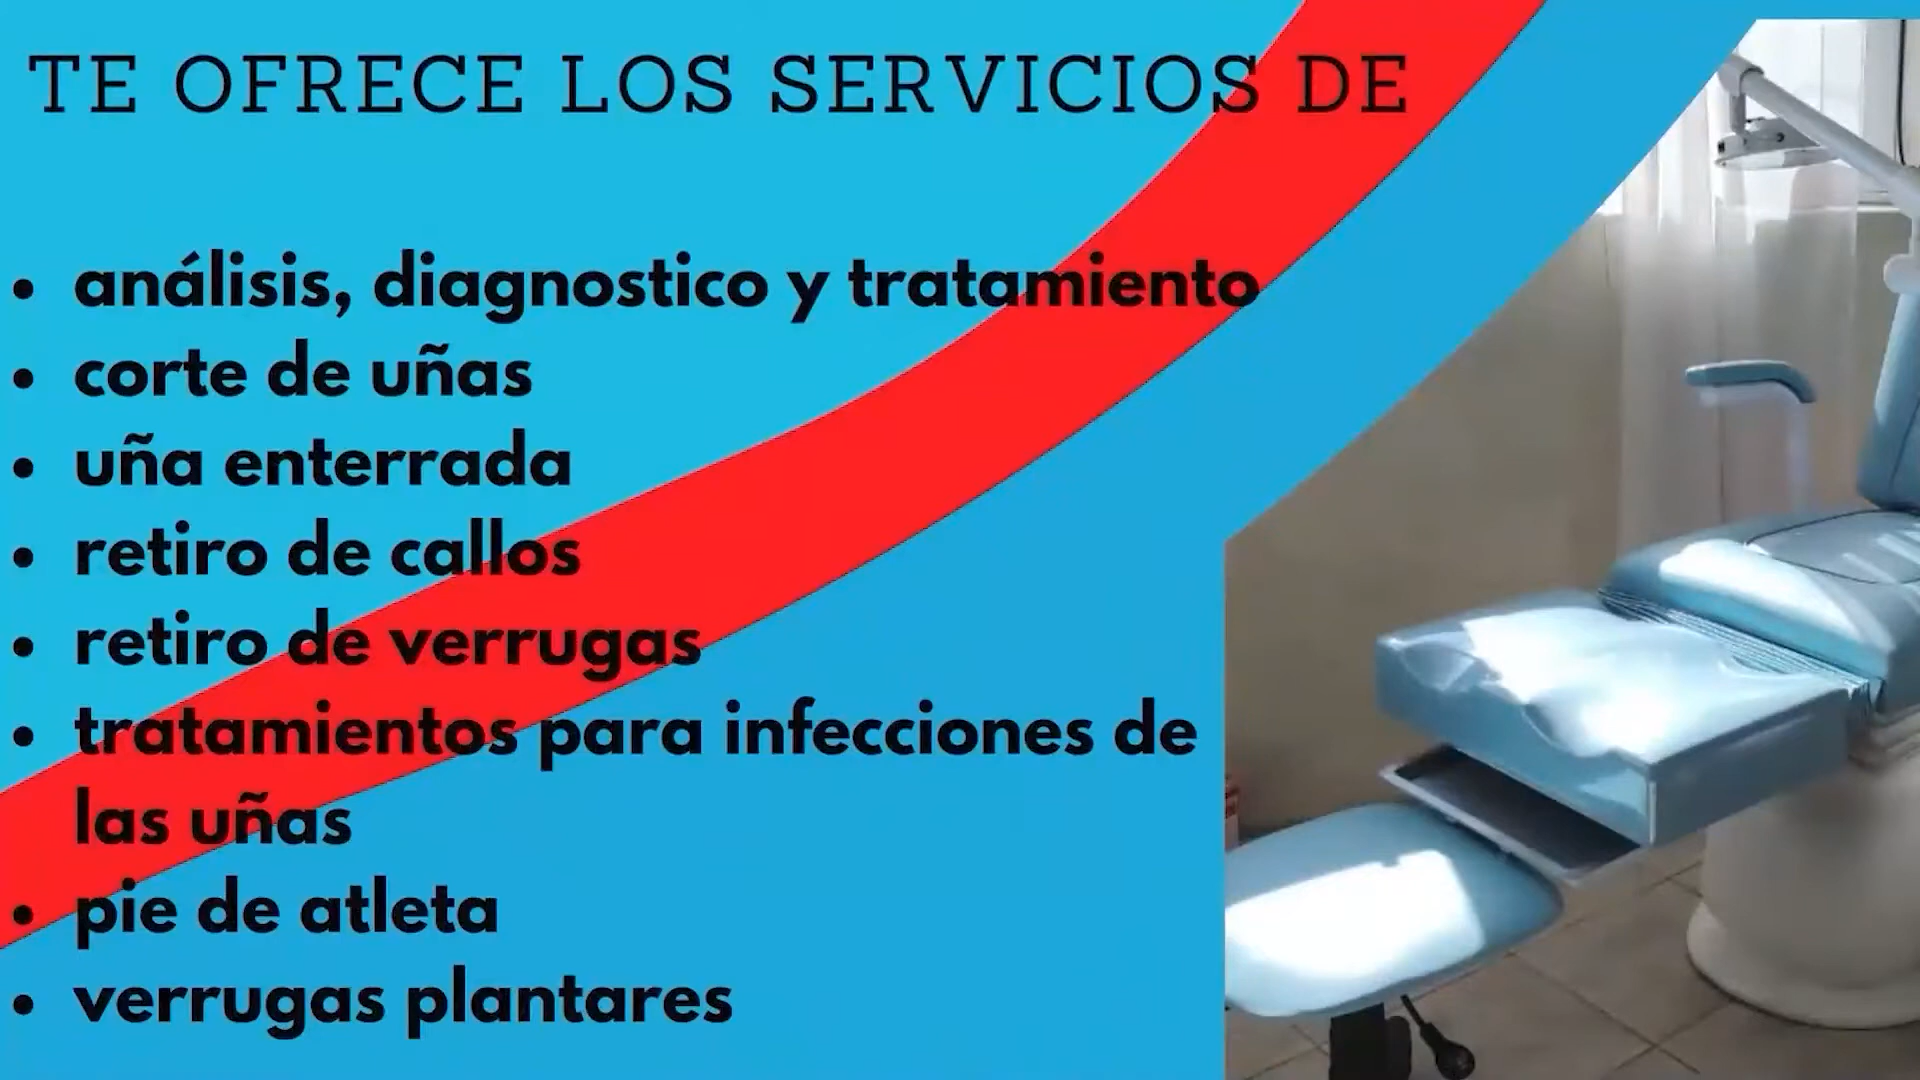 TE OFRECE LOS SERVICIOS DE
• análisis, diagnostico y tratamiento
• corte de uñas
• uña enterrada
• retiro de callos
• retiro de verrugas
• tratamientos para infecciones de
las uñas
• pie de atleta
• verrugas plantares